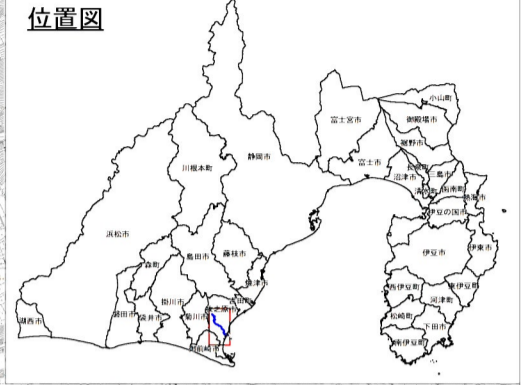 位置図
小山町
御殿場市
富士宮市
裾野市
静岡市
富士市
長泉町
三島市
沼津市
川根本町
清水町
函南町
熱海市
伊豆の国市
浜松市
島田市
藤枝市
伊豆市
伊東市
森町
焼津市
掛川市
西伊豆町
東伊豆町
吉田町
河津町
牧之原市
湖西市
磐田市
袋井市
菊川市
松崎町
下田市
御前崎市
南伊豆町